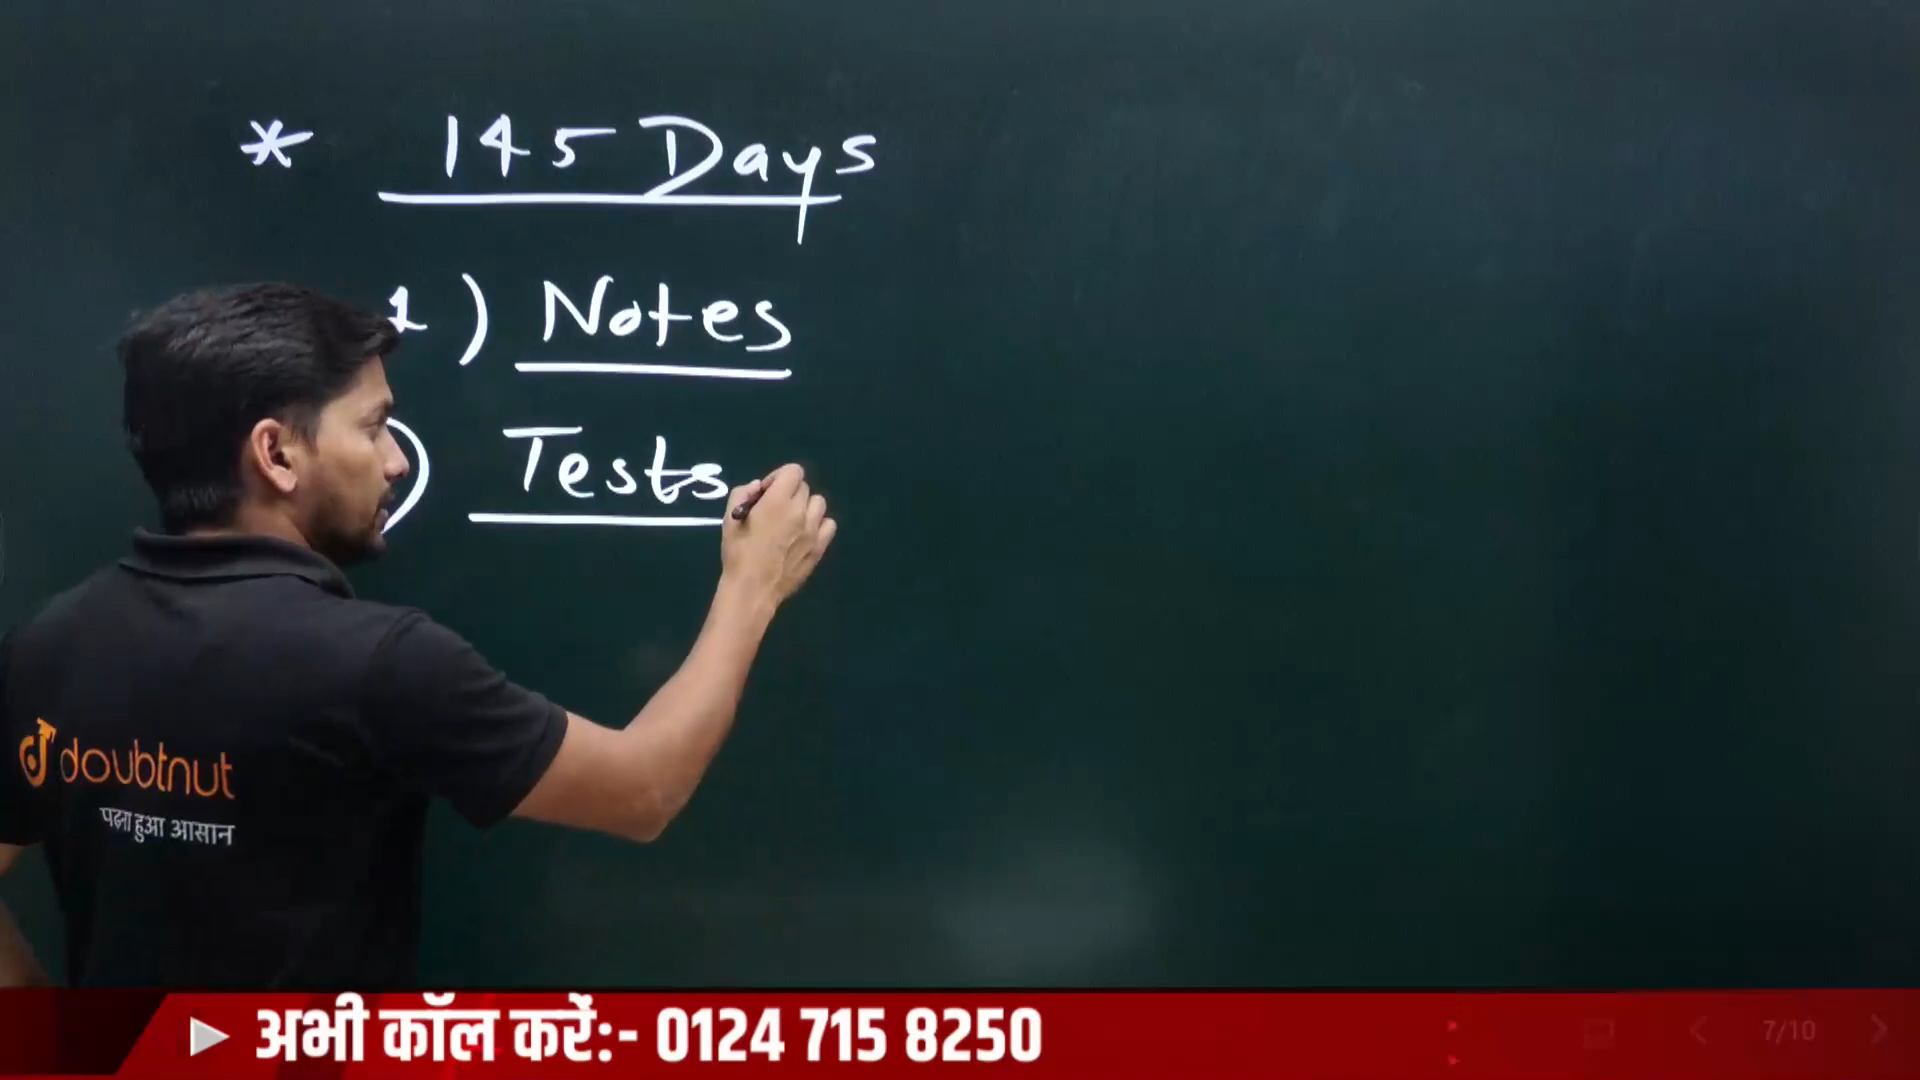 * 145 Days
1) Notes
) Tests
doubtnut
पढ़ना हुआ आसान
अभी कॉल करें:- 0124 715 8250
7/10